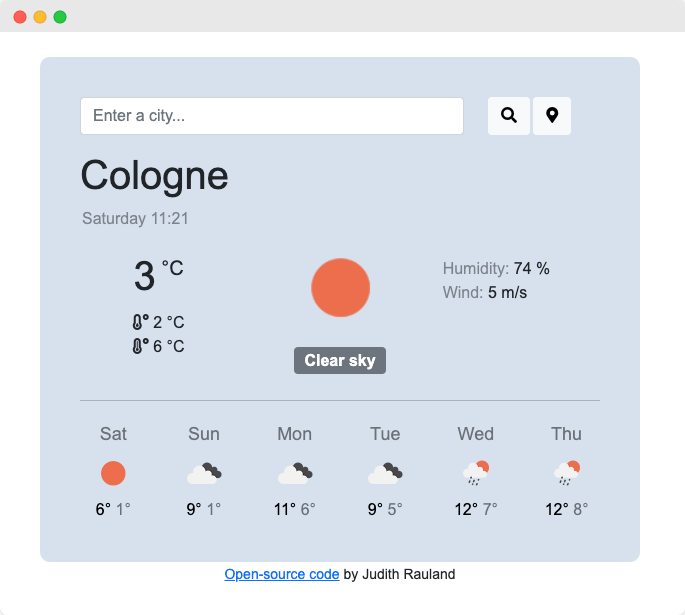 Enter a city...
Cologne
Saturday 11:21
3 °C
2 °C
6 °C
Clear sky
Humidity: 74 %
Wind: 5 m/s
Sat Sun Mon Tue Wed Thu
6° 1° 9° 1° 11° 6° 9° 5° 12° 7° 12° 8°
Open-source code by Judith Rauland